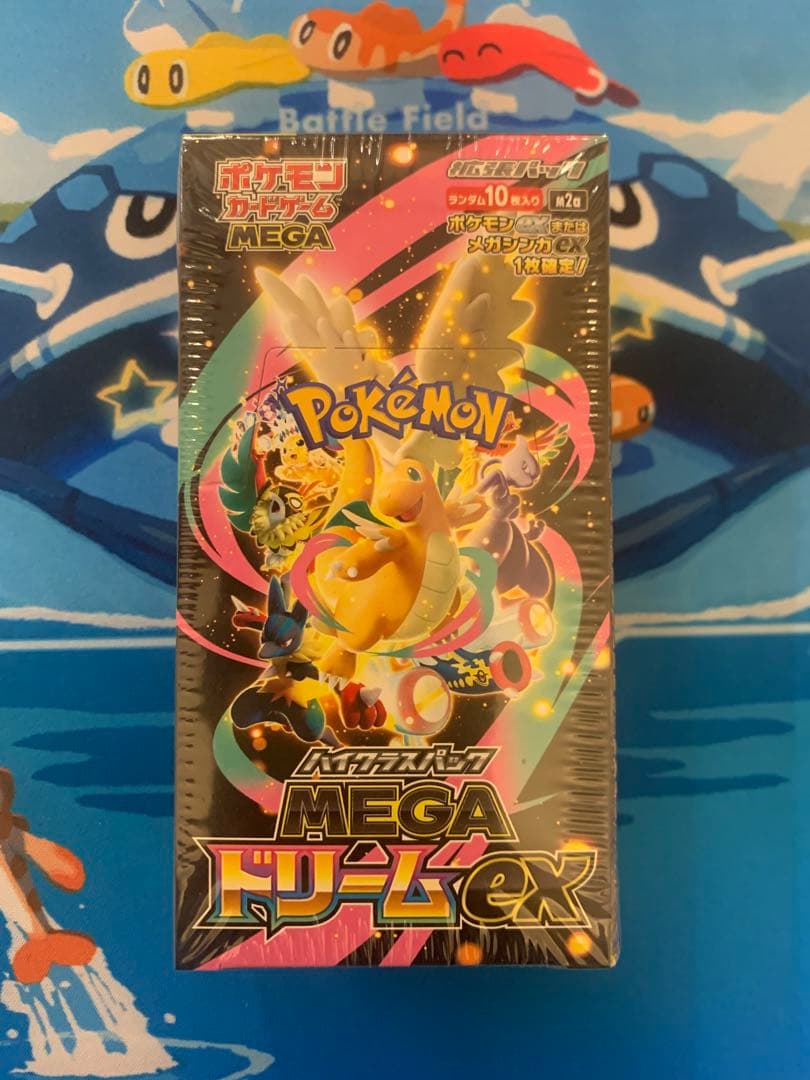 Battle Field
ポケモン
カードゲーム
MEGA
拡張パック
ランダム10枚入り M2a
ポケモンexまたは
メガシンカex
1枚確定!
POKéMON
TM
ハイクラスパック
MEGA
ドリームex